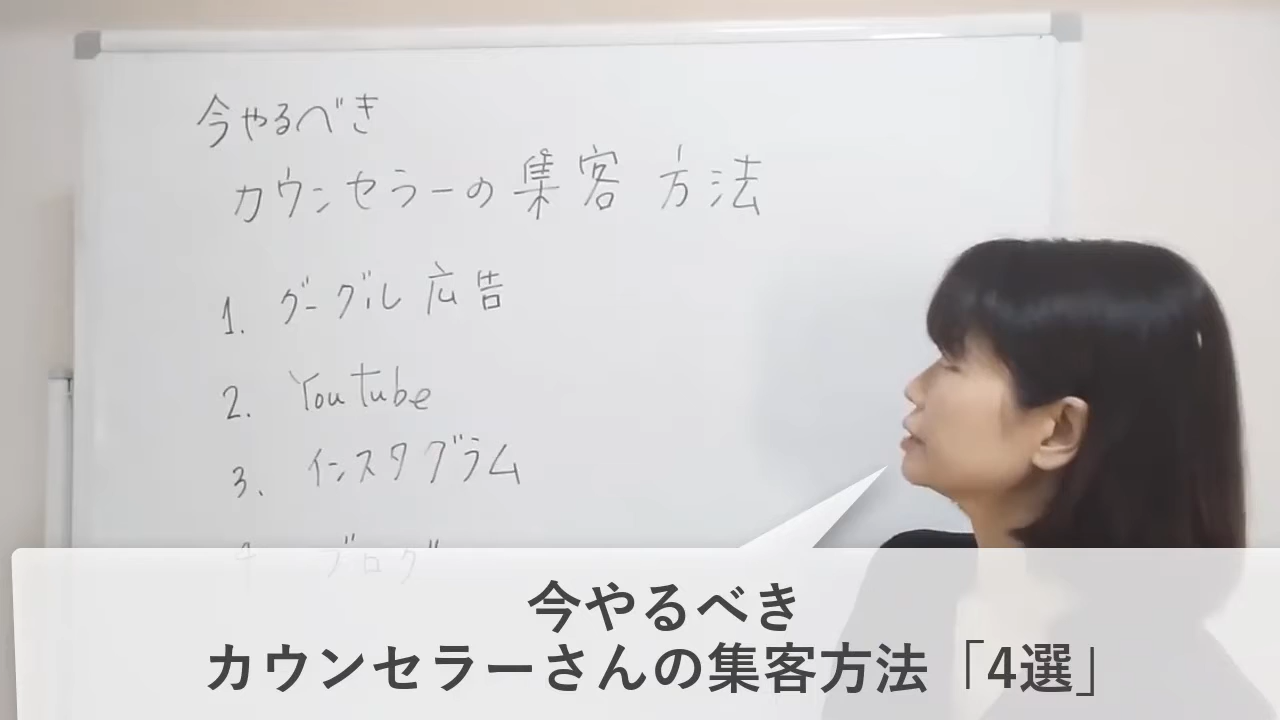 今やるべき
カウンセラーの集客方法
1. グーグル広告
2. YouTube
3. インスタグラム
4 ブログ
今やるべき
カウンセラーさんの集客方法「4選」